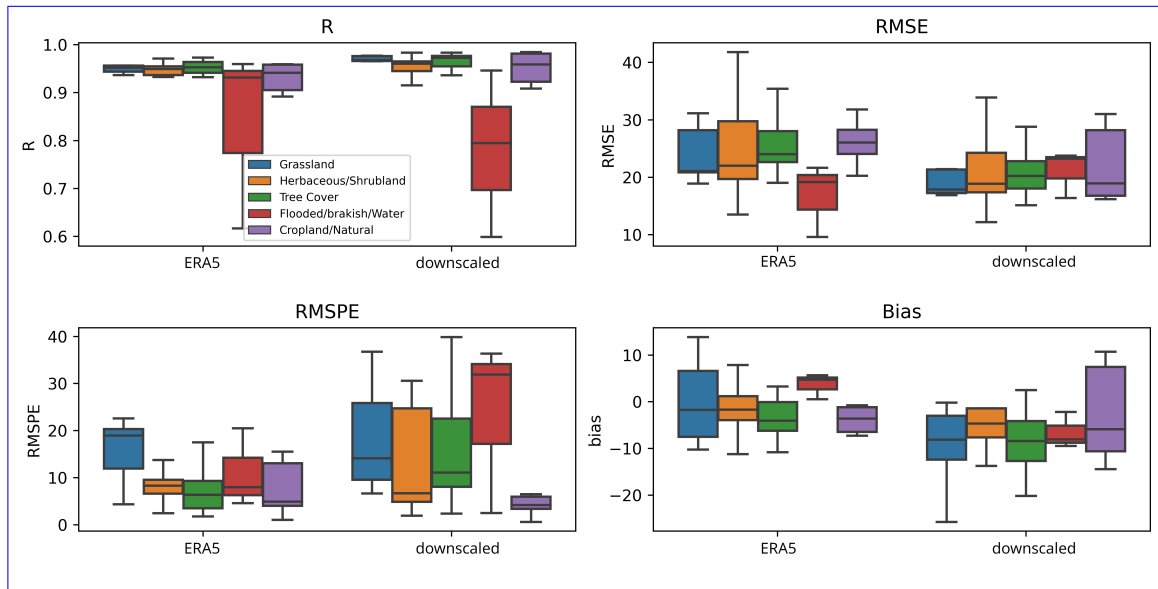 R
1.0
0.9
0.8
0.7
0.6
R
Grassland
Herbaceous/Shrubland
Tree Cover
Flooded/brakish/Water
Cropland/Natural
ERA5 downscaled
RMSE
40
30
20
10
RMSE
ERA5 downscaled
RMSPE
40
30
20
10
0
RMSPE
ERA5 downscaled
Bias
10
0
−10
−20
bias
ERA5 downscaled